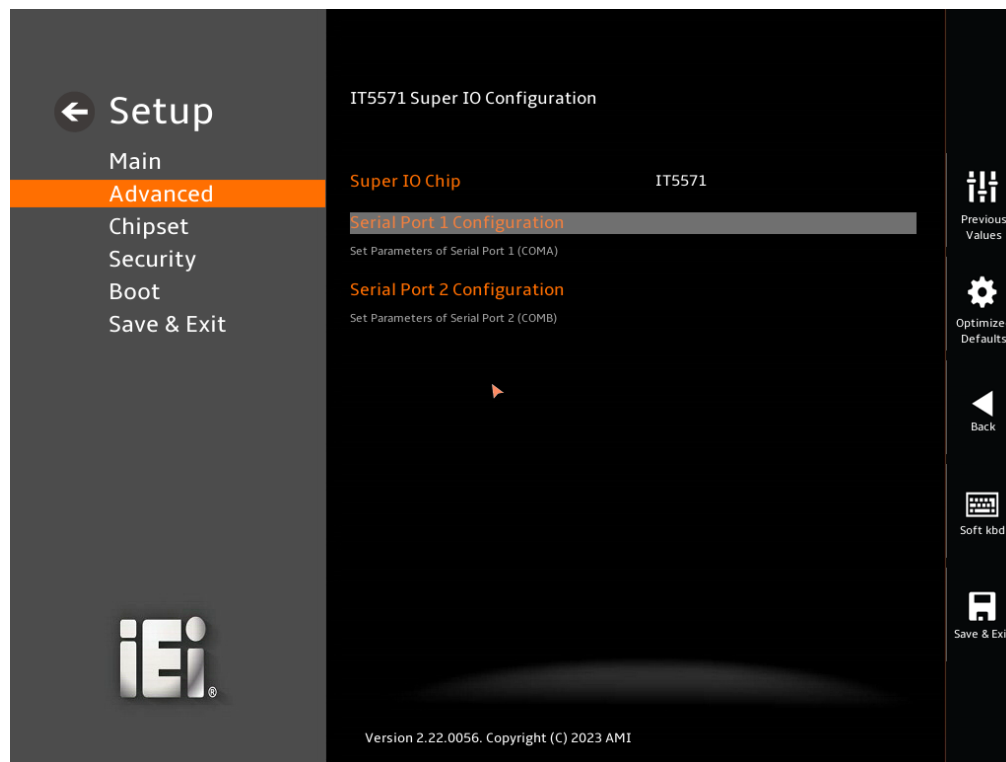 Setup
Main
Advanced
Chipset
Security
Boot
Save & Exit
IT5571 Super IO Configuration
Super IO Chip IT5571
Serial Port 1 Configuration
Set Parameters of Serial Port 1 (COMA)
Serial Port 2 Configuration
Set Parameters of Serial Port 2 (COMB)
Previous
Values
Optimize
Defaults
Back
Soft kbd
Save & Exi
iEi®
Version 2.22.0056. Copyright (C) 2023 AMI